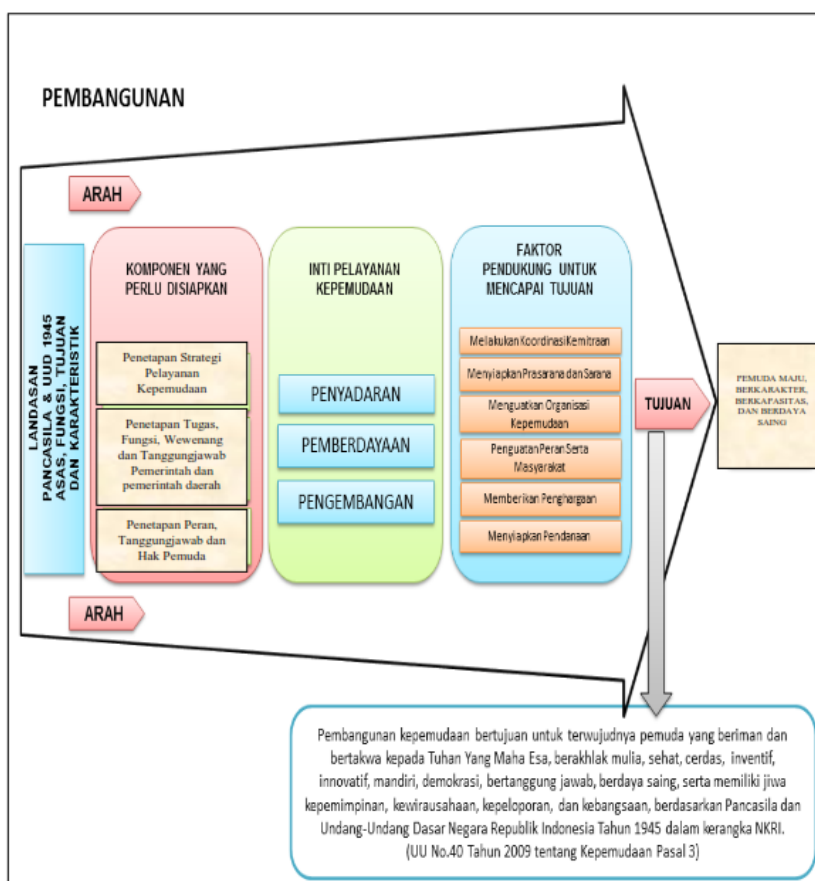 PEMBANGUNAN
ARAH
LANDASAN
PANCASILA & UUD 1945
ASAS, FUNGSI, TUJUAN
DAN KARAKTERISTIK
KOMPONEN YANG
PERLU DISIAPKAN
Penetapan Strategi
Pelayanan
Kepemudaan
Penetapan Tugas,
Fungsi, Wewenang
dan Tanggungjawab
Pemerintah dan
pemerintah daerah
Penetapan Peran,
Tanggungjawab dan
Hak Pemuda
INTI PELAYANAN
KEPEMUDAAN
PENYADARAN
PEMBERDAYAAN
PENGEMBANGAN
FAKTOR
PENDUKUNG UNTUK
MENCAPAI TUJUAN
Melakukan Koordinasi Kemitraan
Menyiapkan Prasarana dan Sarana
Menguatkan Organisasi
Kepemudaan
Penguatan Peran Serta
Masyarakat
Memberikan Penghargaan
Menyiapkan Pendanaan
TUJUAN
PEMUDA MAJU,
BERKARAKTER,
BERKAPASITAS,
DAN BERDAYA
SAING
ARAH
Pembangunan kepemudaan bertujuan untuk terwujudnya pemuda yang beriman dan
bertakwa kepada Tuhan Yang Maha Esa, berakhlak mulia, sehat, cerdas, inventif,
innovatif, mandiri, demokrasi, bertanggung jawab, berdaya saing, serta memiliki jiwa
kepemimpinan, kewirausahaan, kepeloporan, dan kebangsaan, berdasarkan Pancasila dan
Undang-Undang Dasar Negara Republik Indonesia Tahun 1945 dalam kerangka NKRI.
(UU No.40 Tahun 2009 tentang Kepemudaan Pasal 3)